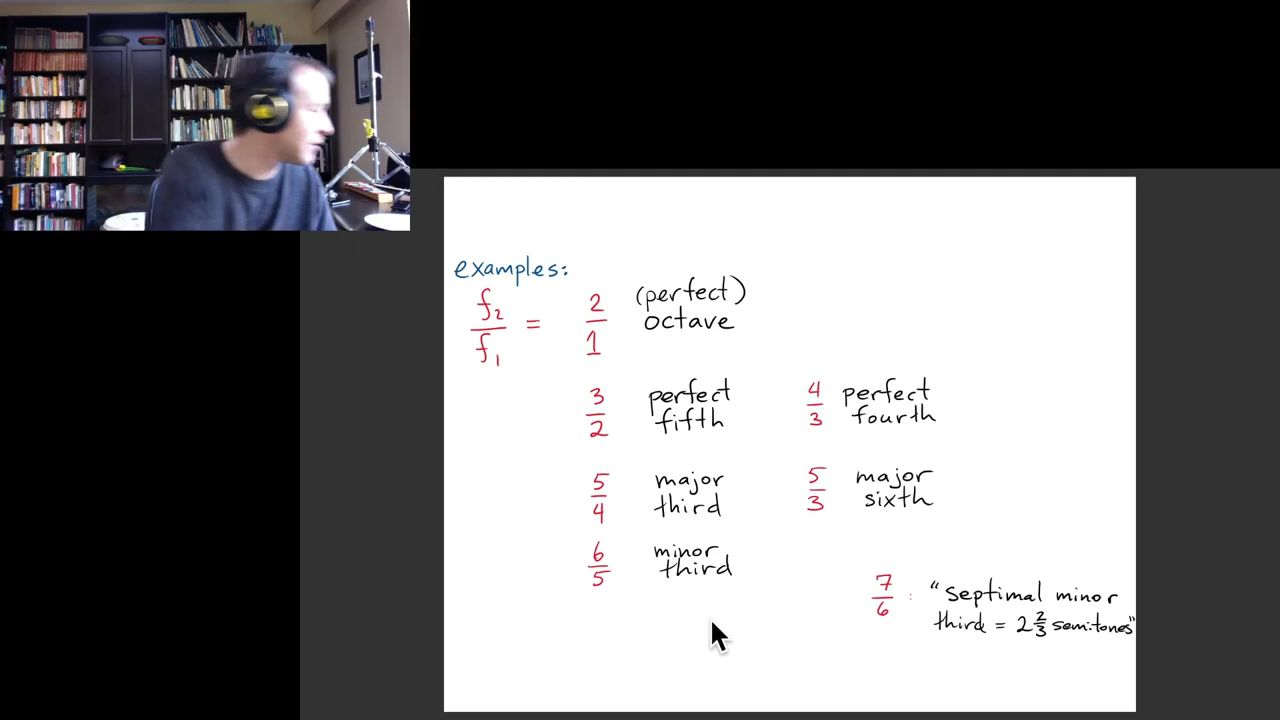 examples:
f₂/f₁ = 2/1 (perfect) octave
3/2 perfect fifth
4/3 perfect fourth
5/4 major third
5/3 major sixth
6/5 minor third
7/6 : "septimal minor
third = 2 2/3 semitones"